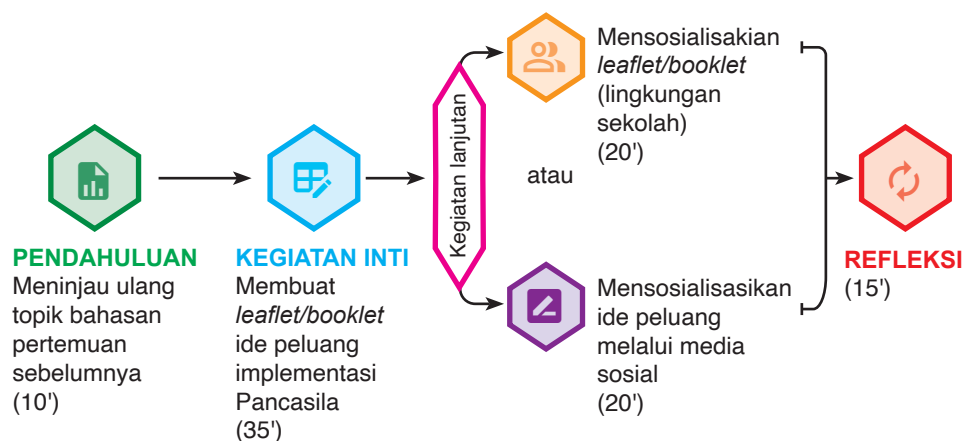 PENDAHULUAN
Meninjau ulang
topik bahasan
pertemuan
sebelumnya
(10')
KEGIATAN INTI
Membuat
leaflet/booklet
ide peluang
implementasi
Pancasila
(35')
Kegiatan lanjutan
Mensosialisakian
leaflet/booklet
(lingkungan
sekolah)
(20')
atau
Mensosialisasikan
ide peluang
melalui media
sosial
(20')
REFLEKSI
(15')